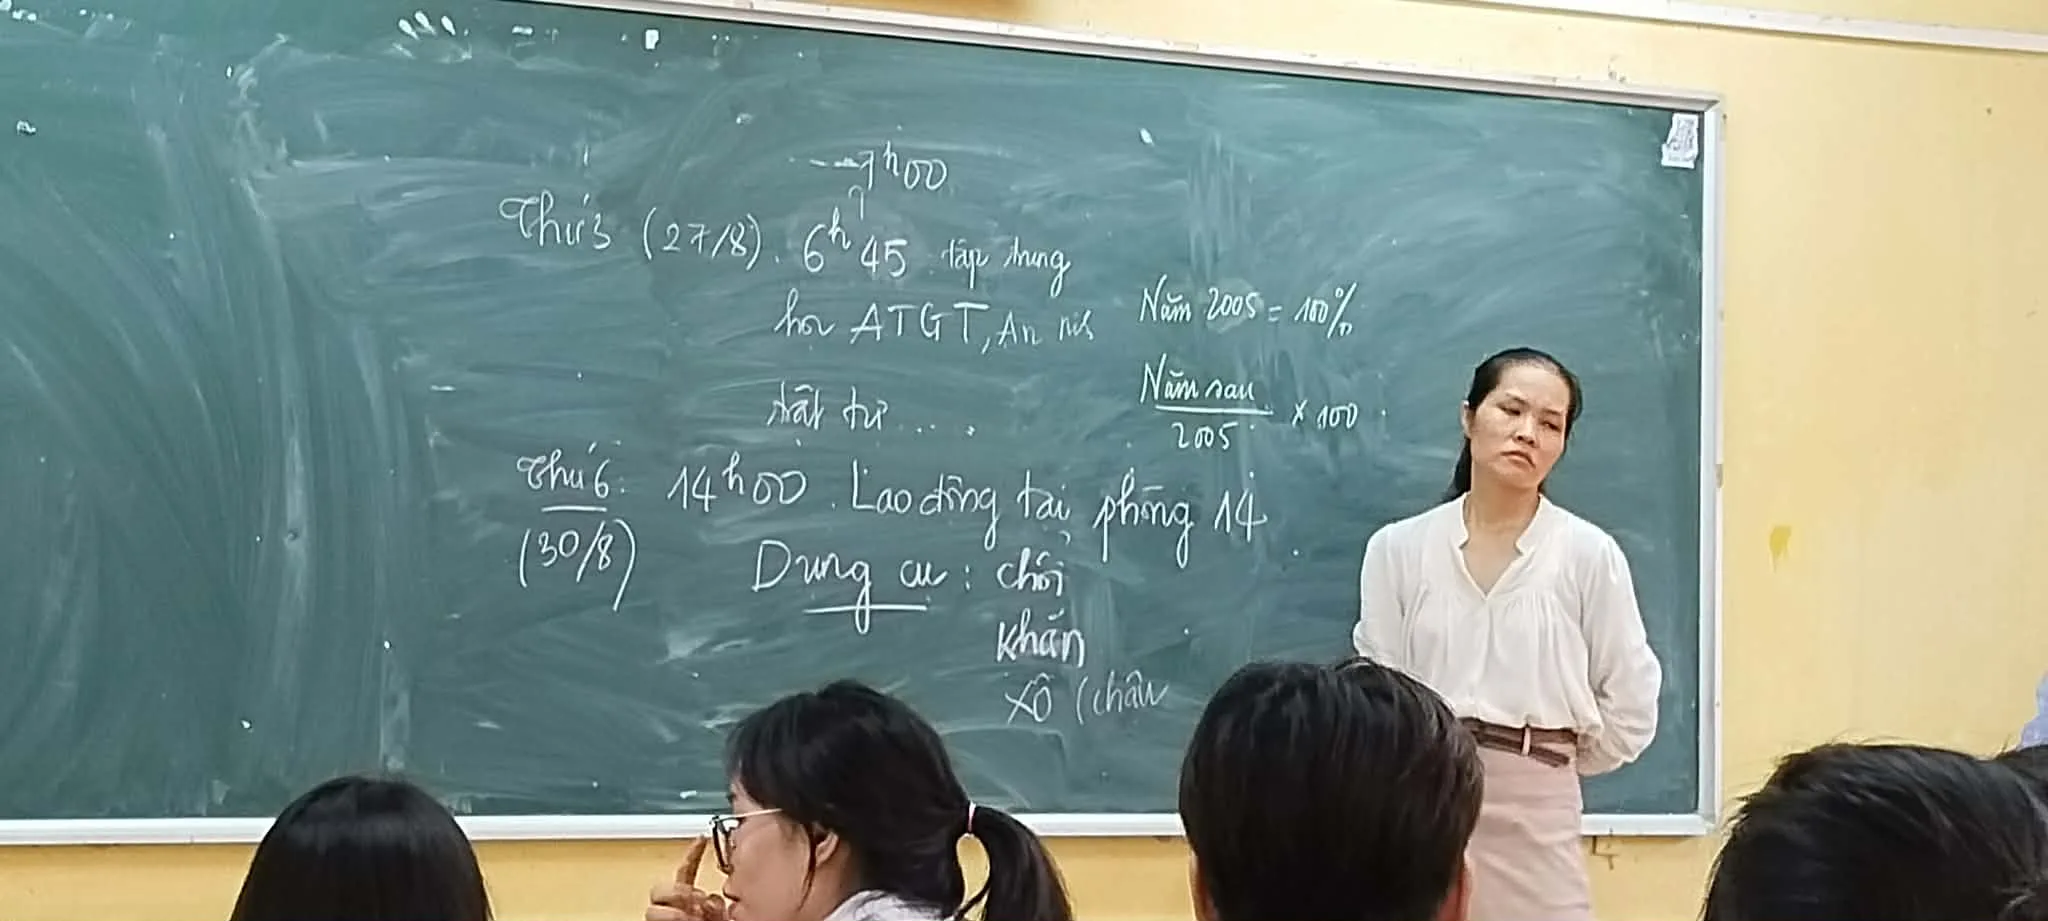 7h00
Thứ 3 (27/8). 6h45 tập trung
học ATGT, An ninh
trật tự ....
Năm 2005 = 100%
Năm sau
2005
x 100
Thứ 6. 14h00. Lao động tại phòng 14.
(30/8)
Dụng cụ: chổi
Khăn
Xô (chậu